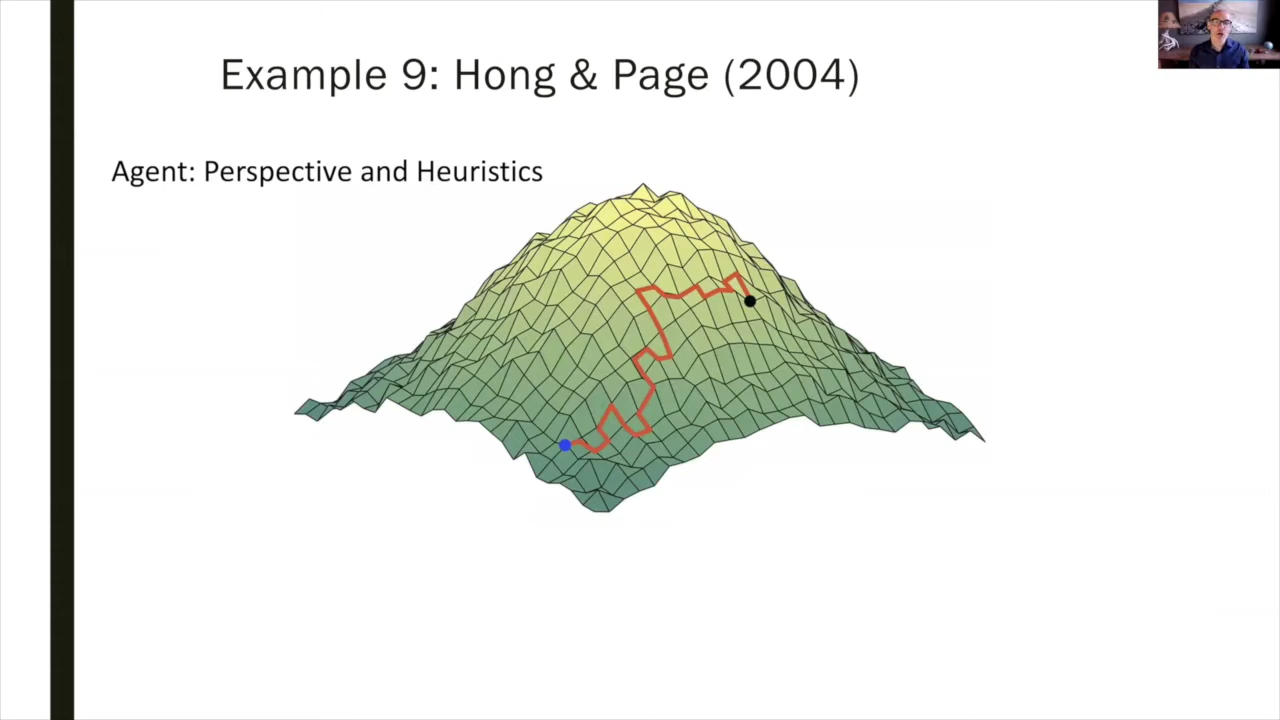 Example 9: Hong & Page (2004)
Agent: Perspective and Heuristics